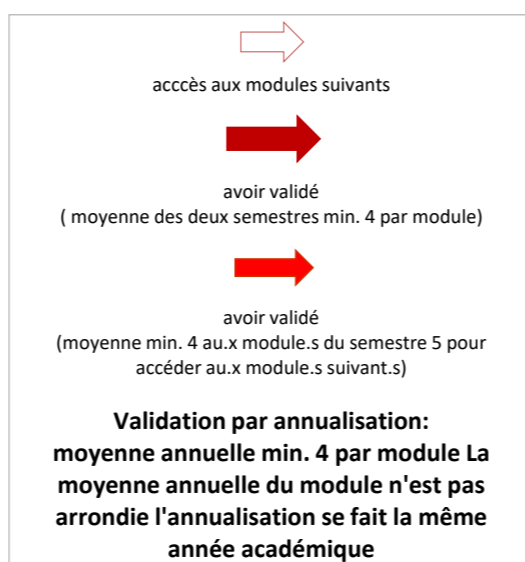 acccès aux modules suivants
avoir validé
( moyenne des deux semestres min. 4 par module)
avoir validé
(moyenne min. 4 au.x module.s du semestre 5 pour
accéder au.x module.s suivant.s)
Validation par annualisation:
moyenne annuelle min. 4 par module La
moyenne annuelle du module n'est pas
arrondie l'annualisation se fait la même
année académique